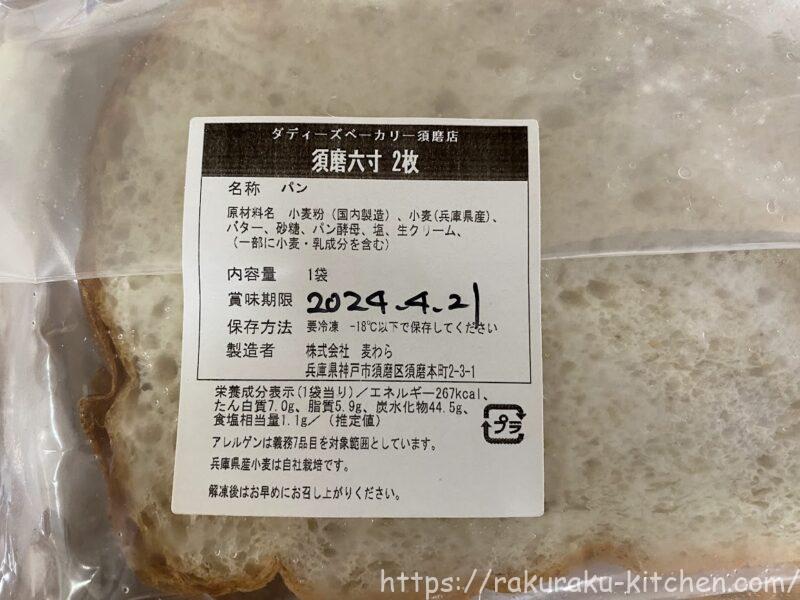 ダディーズベーカリー須磨店
須磨六寸 2枚
名称 パン
原材料名 小麦粉（国内製造）、小麦(兵庫県産)、
バター、砂糖、パン酵母、塩、生クリーム、
（一部に小麦・乳成分を含む）
内容量 1袋
賞味期限 2024.4.21
保存方法 要冷凍 -18℃以下で保存してください
製造者 株式会社 麦わら
兵庫県神戸市須磨区須磨本町2-3-1
栄養成分表示(1袋当り)／エネルギー267kcal、
たん白質7.0g、脂質5.9g、炭水化物44.5g、
食塩相当量1.1g／（推定値）
プラ
アレルゲンは義務7品目を対象範囲としています。
兵庫県産小麦は自社栽培です。
解凍後はお早めにお召し上がりください。
https://rakuraku-kitchen.com/